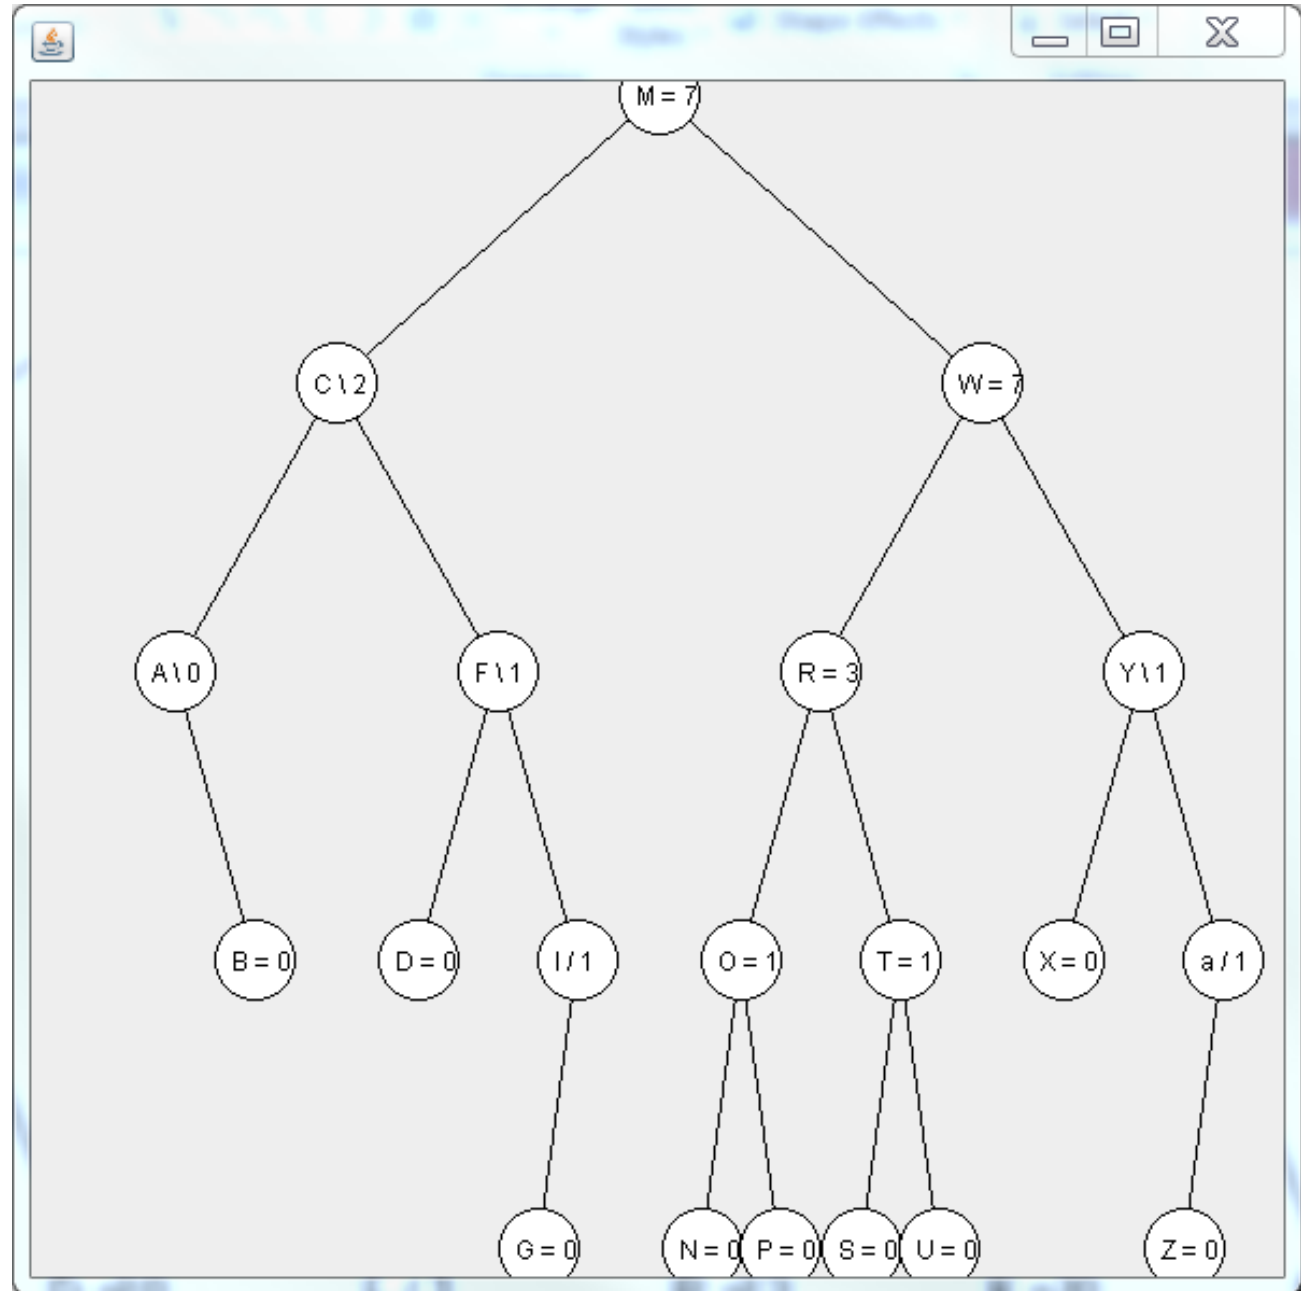 M = 7
C \ 2
W = 7
A \ 0
F \ 1
R = 3
Y \ 1
B = 0
D = 0
I / 1
O = 1
T = 1
X = 0
a / 1
G = 0
N = 0
P = 0
S = 0
U = 0
Z = 0